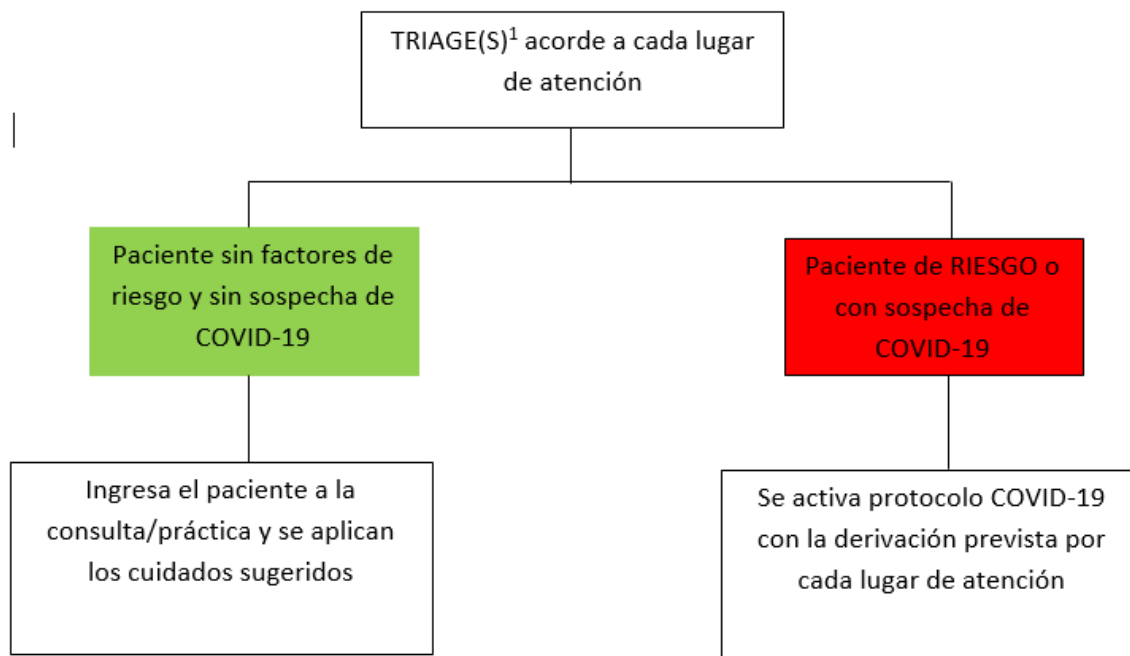 TRIAGE(S)¹ acorde a cada lugar
de atención
Paciente sin factores de
riesgo y sin sospecha de
COVID-19
Paciente de RIESGO o
con sospecha de
COVID-19
Ingresa el paciente a la
consulta/práctica y se aplican
los cuidados sugeridos
Se activa protocolo COVID-19
con la derivación prevista por
cada lugar de atención